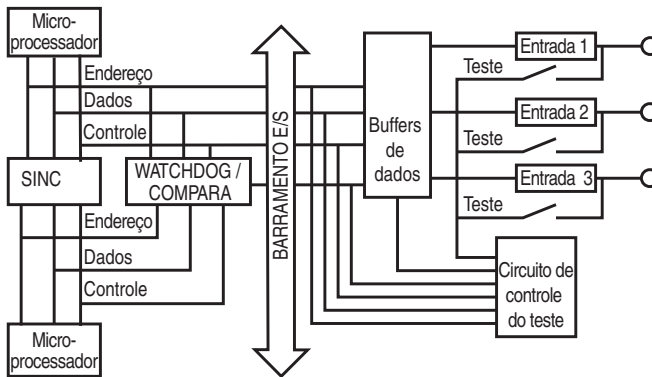 Micro-
processador
Endereço
Dados
Controle
SINC
WATCHDOG /
COMPARA
Endereço
Dados
Controle
Micro-
processador
BARRAMENTO E/S
Buffers
de
dados
Entrada 1
Teste
Entrada 2
Teste
Entrada 3
Teste
Circuito de
controle
do teste